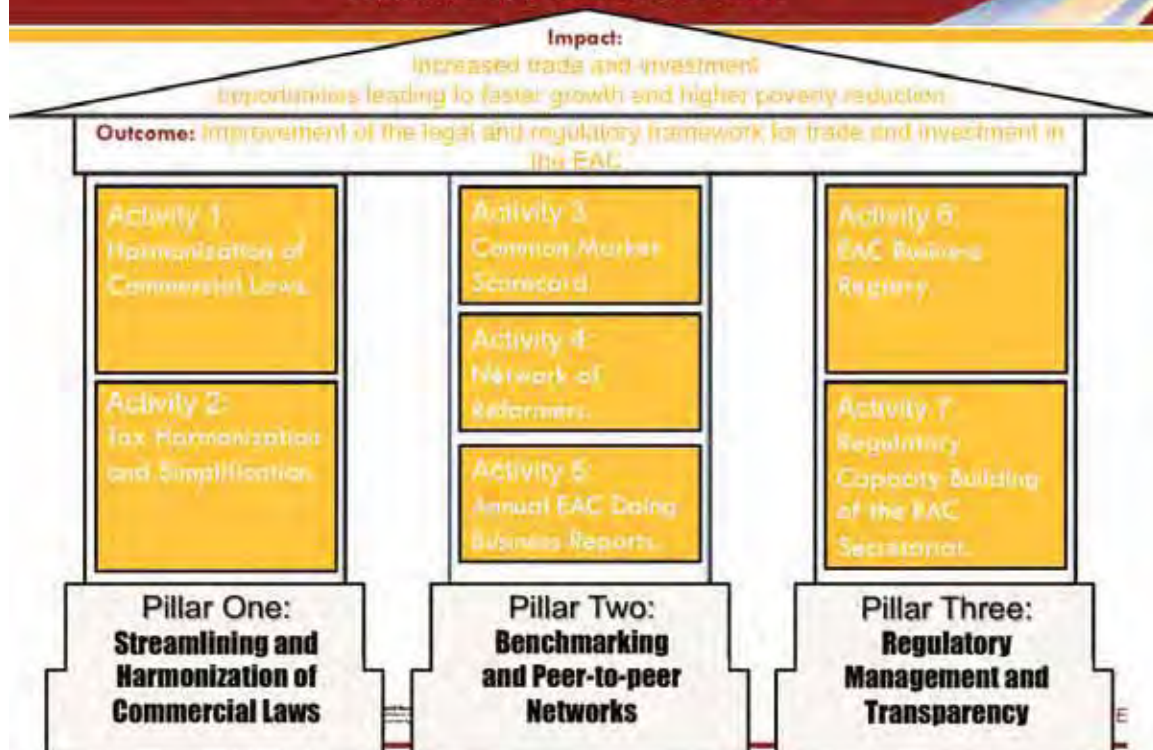 Impact:
Increased trade and investment
opportunities leading to faster growth and higher poverty reduction
Outcome: Improvement of the legal and regulatory framework for trade and investment in
the EAC
Activity 1:
Harmonization of
Commercial Laws.
Activity 2:
Tax Harmonization
and Simplification.
Pillar One:
Streamlining and
Harmonization of
Commercial Laws
Activity 3:
Common Market
Scorecard.
Activity 4:
Network of
Reformers.
Activity 5:
Annual EAC Doing
Business Reports.
Pillar Two:
Benchmarking
and Peer-to-peer
Networks
Activity 6:
EAC Business
Registry
Activity 7:
Regulatory
Capacity Building
of the EAC
Secretariat.
Pillar Three:
Regulatory
Management and
Transparency
E